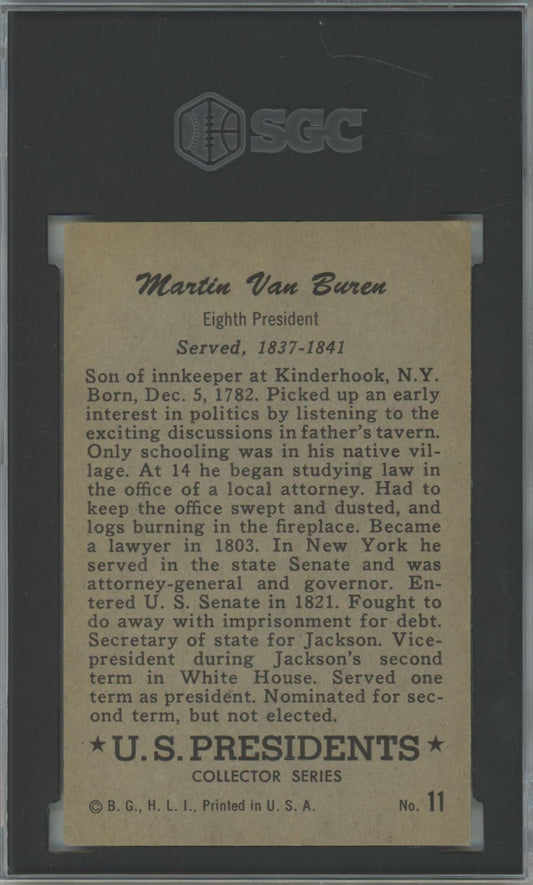 SGC
Martin Van Buren
Eighth President
Served, 1837-1841
Son of innkeeper at Kinderhook, N.Y.
Born, Dec. 5, 1782. Picked up an early
interest in politics by listening to the
exciting discussions in father's tavern.
Only schooling was in his native vil-
lage. At 14 he began studying law in
the office of a local attorney. Had to
keep the office swept and dusted, and
logs burning in the fireplace. Became
a lawyer in 1803. In New York he
served in the state Senate and was
attorney-general and governor. En-
tered U. S. Senate in 1821. Fought to
do away with imprisonment for debt.
Secretary of state for Jackson. Vice-
president during Jackson's second
term in White House. Served one
term as president. Nominated for sec-
ond term, but not elected.
★ U.S. PRESIDENTS ★
COLLECTOR SERIES
© B. G., H. L. I., Printed in U. S. A. No. 11